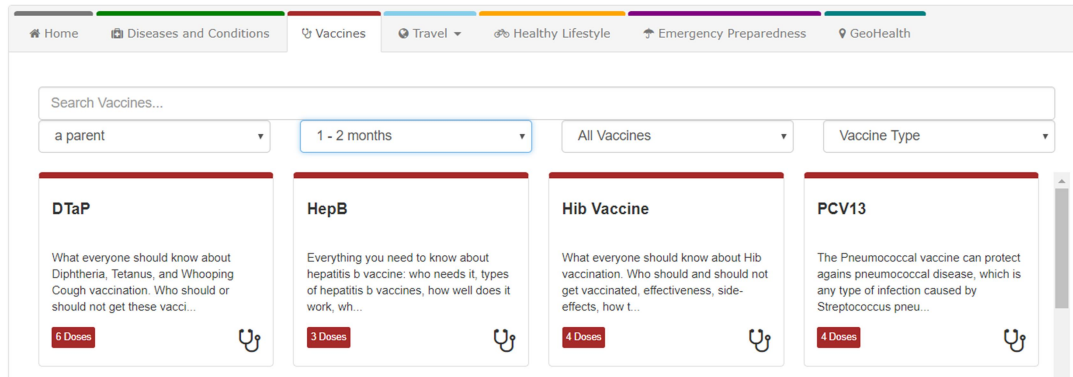 Home Diseases and Conditions Vaccines Travel Healthy Lifestyle Emergency Preparedness GeoHealth
Search Vaccines...
a parent 1 - 2 months All Vaccines Vaccine Type
DTaP
What everyone should know about
Diphtheria, Tetanus, and Whooping
Cough vaccination. Who should or
should not get these vacci...
6 Doses
HepB
Everything you need to know about
hepatitis b vaccine: who needs it, types
of hepatitis b vaccines, how well does it
work, wh...
3 Doses
Hib Vaccine
What everyone should know about Hib
vaccination. Who should and should not
get vaccinated, effectiveness, side-
effects, how t...
4 Doses
PCV13
The Pneumococcal vaccine can protect
agains pneumococcal disease, which is
any type of infection caused by
Streptococcus pneu...
4 Doses